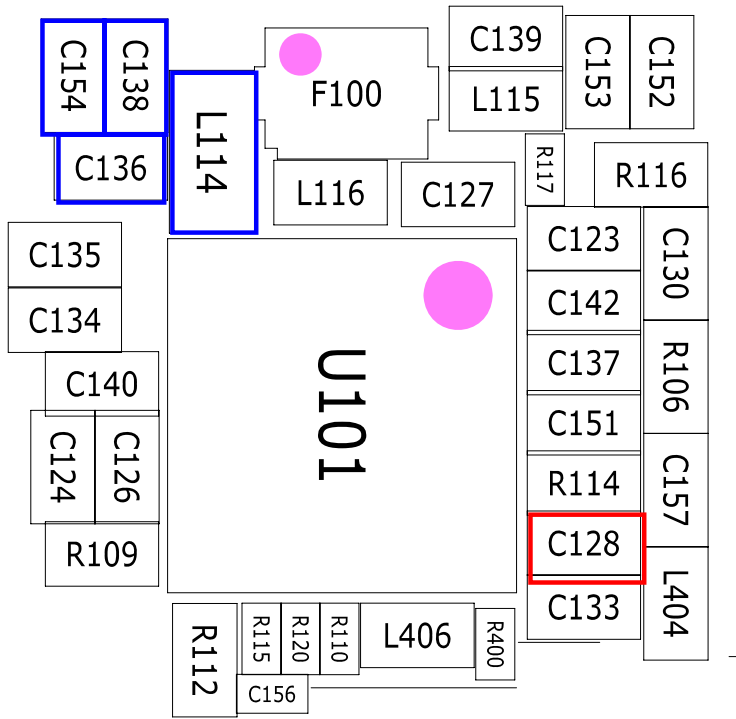 C154
C138
C136
L114
F100
C139
L115
C153
C152
L116
C127
R117
R116
C135
C134
C140
C124
C126
R109
U101
C123
C142
C137
C151
R114
C128
C133
C130
R106
C157
L404
R112
R115
R120
R110
L406
R400
C156